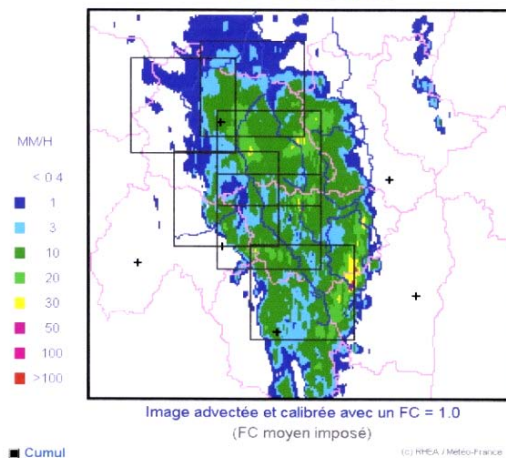 MM/H
< 0.4
1
3
10
20
30
50
100
>100
Image advectée et calibrée avec un FC = 1.0
(FC moyen imposé)
Cumul
(c) RHEA / Météo-France